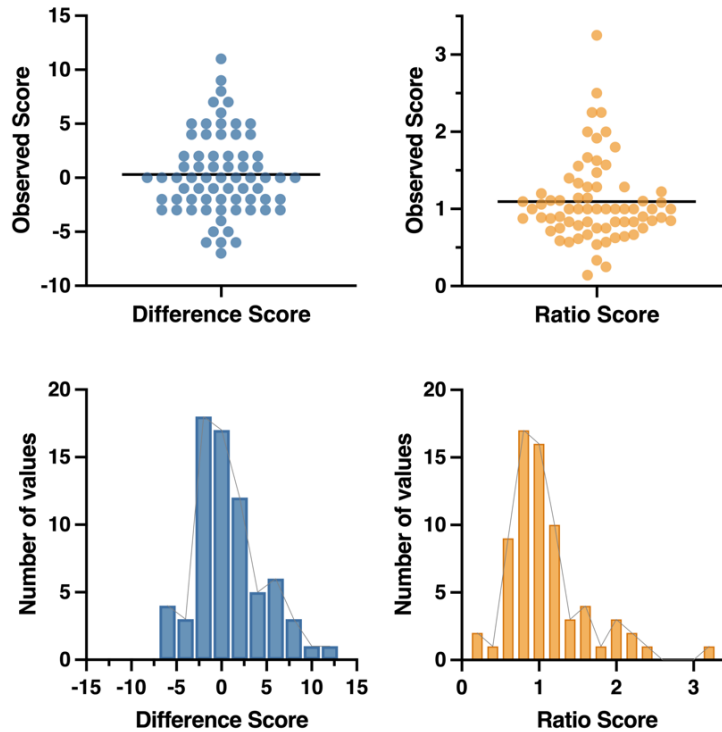 15
10
5
0
-5
-10
Observed Score
Difference Score
3
2
1
0
Observed Score
Ratio Score
20
15
10
5
0
Number of values
-15 -10 -5 0 5 10 15
Difference Score
20
15
10
5
0
Number of values
0 1 2 3
Ratio Score